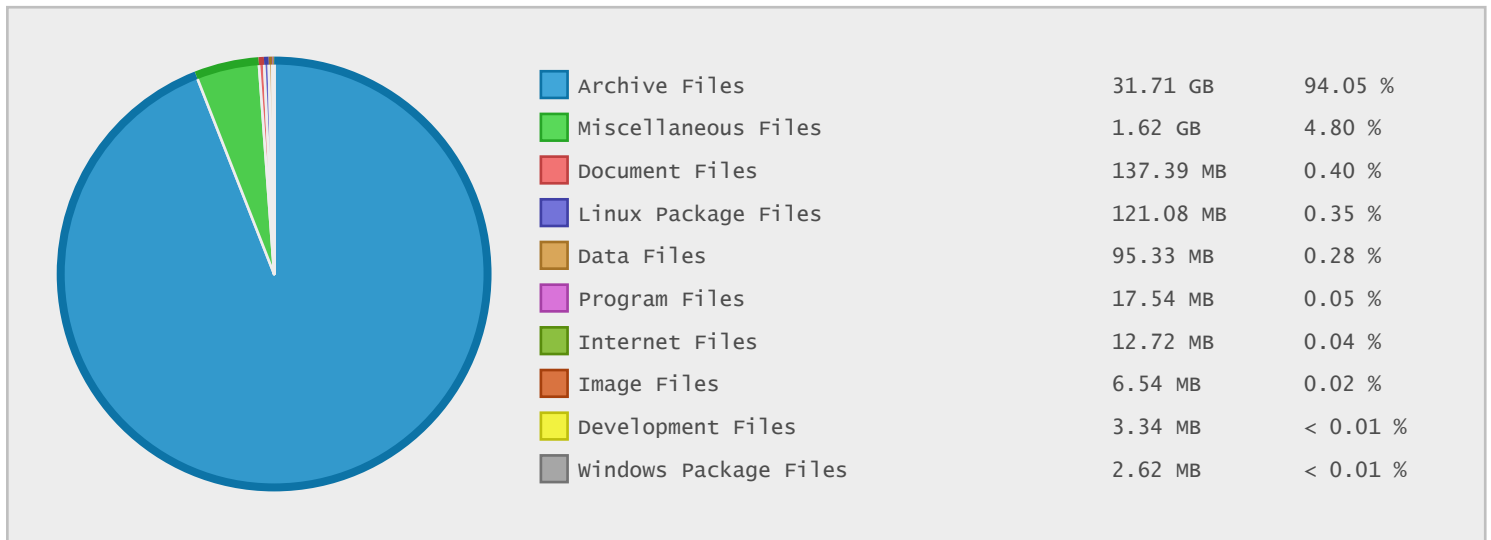 Archive Files 31.71 GB 94.05 %
Miscellaneous Files 1.62 GB 4.80 %
Document Files 137.39 MB 0.40 %
Linux Package Files 121.08 MB 0.35 %
Data Files 95.33 MB 0.28 %
Program Files 17.54 MB 0.05 %
Internet Files 12.72 MB 0.04 %
Image Files 6.54 MB 0.02 %
Development Files 3.34 MB < 0.01 %
Windows Package Files 2.62 MB < 0.01 %